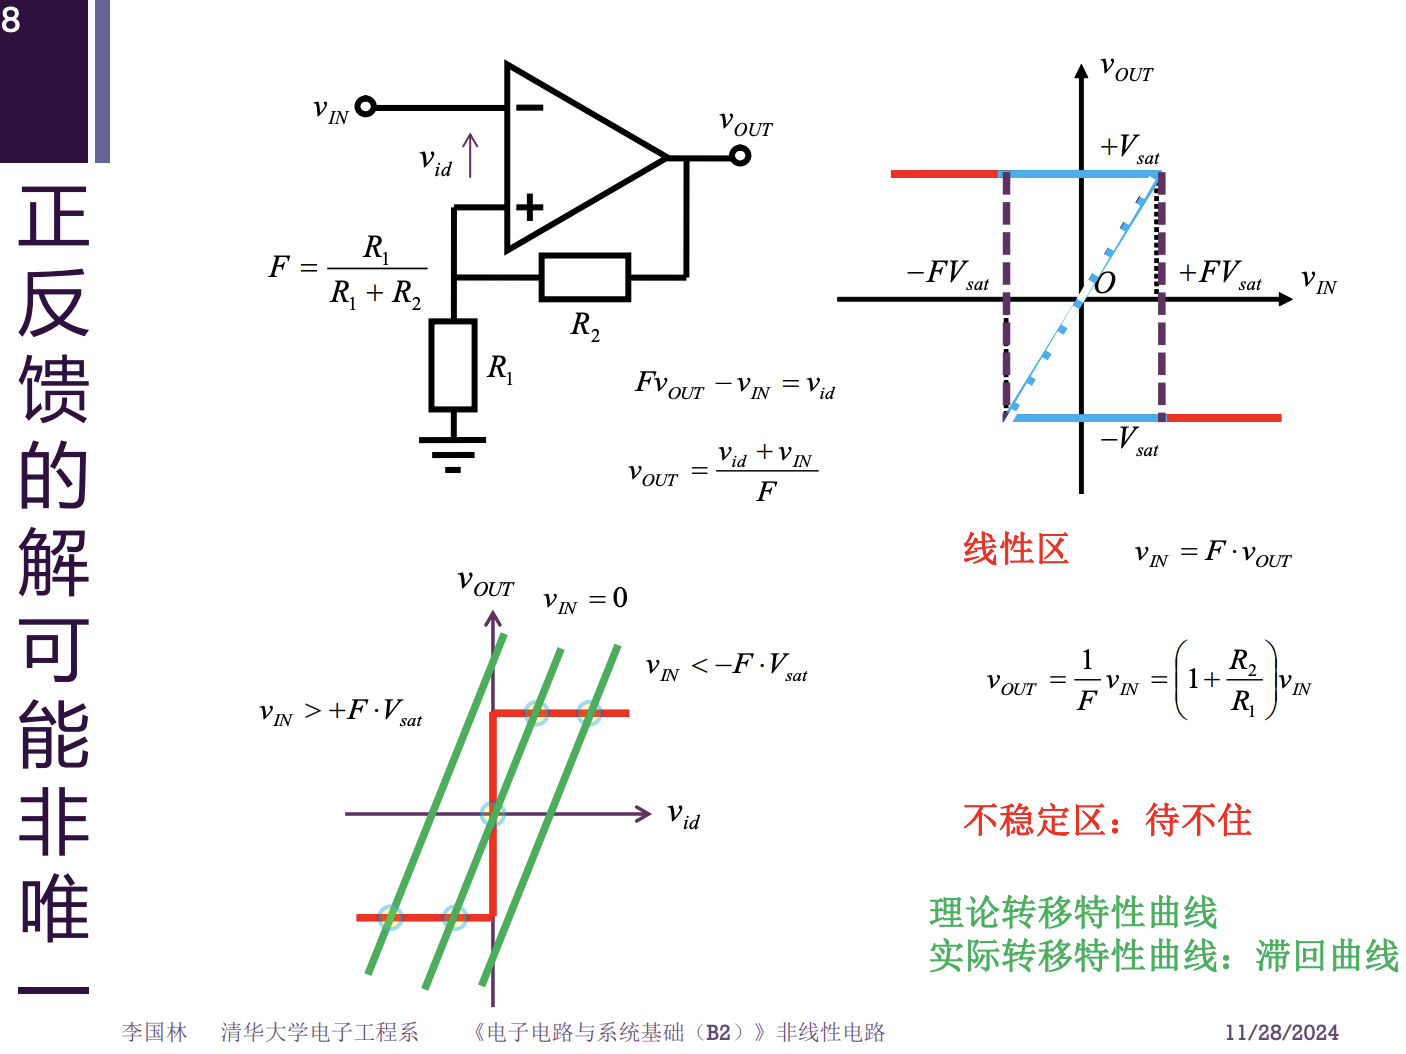 8
正反馈的解可能非唯一
v_{IN}
−
v_{id}
+
v_{OUT}
F = \frac{R_1}{R_1 + R_2}
R_2
R_1
Fv_{OUT} − v_{IN} = v_{id}
v_{OUT} = \frac{v_{id} + v_{IN}}{F}
v_{OUT}
+V_{sat}
−FV_{sat}
O
+FV_{sat}
v_{IN}
−V_{sat}
线性区 v_{IN} = F · v_{OUT}
v_{OUT} = \frac{1}{F} v_{IN} = \left(1 + \frac{R_2}{R_1}\right) v_{IN}
v_{OUT}
v_{IN} = 0
v_{IN} < −F · V_{sat}
v_{IN} > +F · V_{sat}
v_{id}
不稳定区：待不住
理论转移特性曲线
实际转移特性曲线：滞回曲线
李国林 清华大学电子工程系 《电子电路与系统基础（B2）》非线性电路 11/28/2024